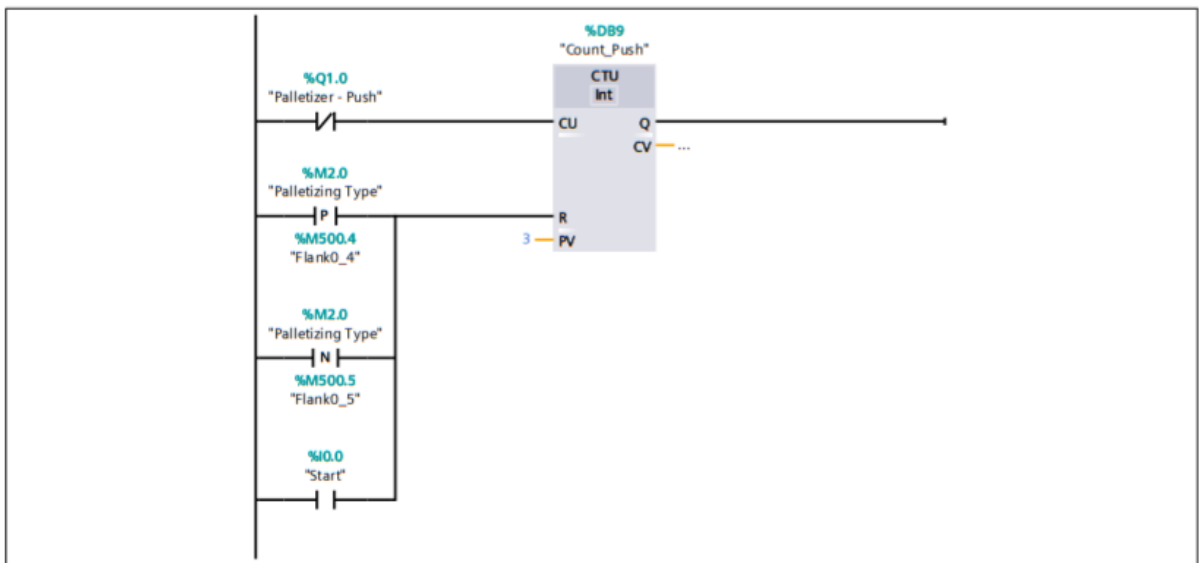 %DB9
"Count_Push"
%Q1.0
"Palletizer - Push"
CTU
Int
CU
Q
CV
...
%M2.0
"Palletizing Type"
P
R
%M500.4
"Flank0_4"
3
PV
%M2.0
"Palletizing Type"
N
%M500.5
"Flank0_5"
%I0.0
"Start"